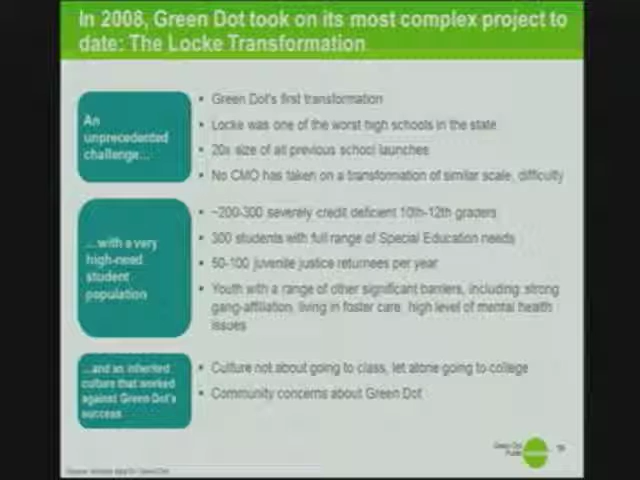 In 2008, Green Dot took on its most complex project to
date: The Locke Transformation
An
unprecedented
challenge...
• Green Dot's first transformation
• Locke was one of the worst high schools in the state
• 20x size of all previous school launches
• No CMO has taken on a transformation of similar scale, difficulty
...with a very
high-need
student
population
• ~200-300 severely credit deficient 10th-12th graders
• 300 students with full range of Special Education needs
• 50-100 juvenile justice returnees per year
• Youth with a range of other significant barriers, including: strong
gang-affiliation, living in foster care, high level of mental health
issues
...and an inherited
culture that worked
against Green Dot's
success
• Culture not about going to class, let alone going to college
• Community concerns about Green Dot
Green Dot
Public